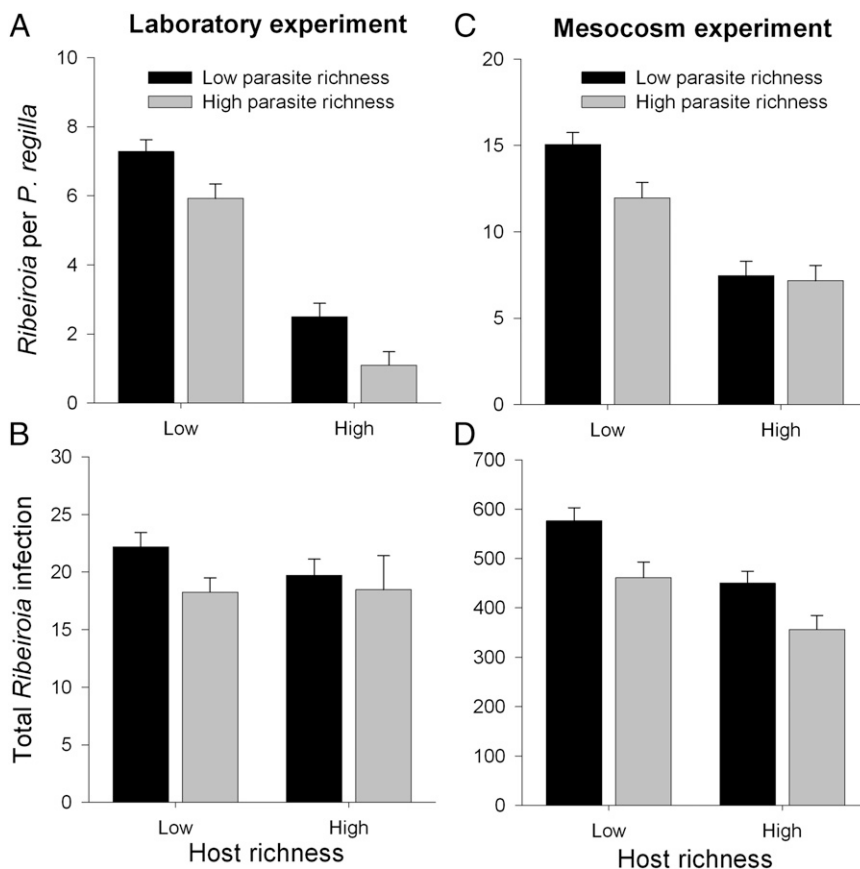 A
Laboratory experiment
Low parasite richness
High parasite richness
Ribeiroia per P. regilla
10
8
6
4
2
0
Low
High
C
Mesocosm experiment
Low parasite richness
High parasite richness
20
15
10
5
0
Low
High
B
Total Ribeiroia infection
30
25
20
15
10
5
0
Low
High
Host richness
D
700
600
500
400
300
200
100
0
Low
High
Host richness